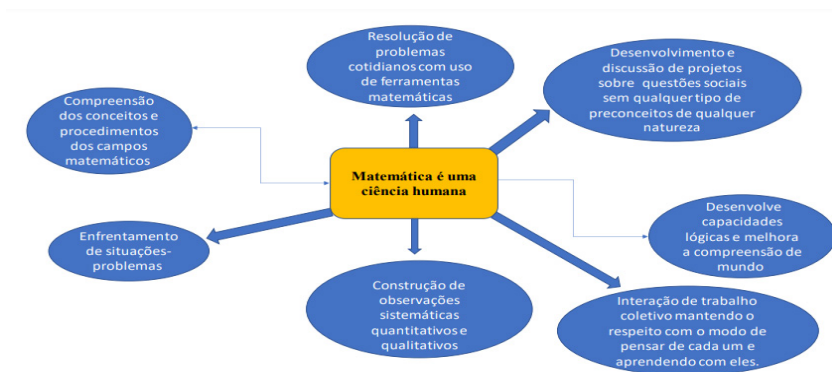 Resolução de
problemas
cotidianos com uso
de ferramentas
matemáticas
Desenvolvimento e
discussão de projetos
sobre questões sociais
sem qualquer tipo de
preconceitos de qualquer
natureza
Compreensão
dos conceitos e
procedimentos
dos campos
matemáticos
Matemática é uma
ciência humana
Desenvolve
capacidades
lógicas e melhora
a compreensão de
mundo
Enfrentamento
de situações-
problemas
Construção de
observações
sistemáticas
quantitativos e
qualitativos
Interação de trabalho
coletivo mantendo o
respeito com o modo de
pensar de cada um e
aprendendo com eles.